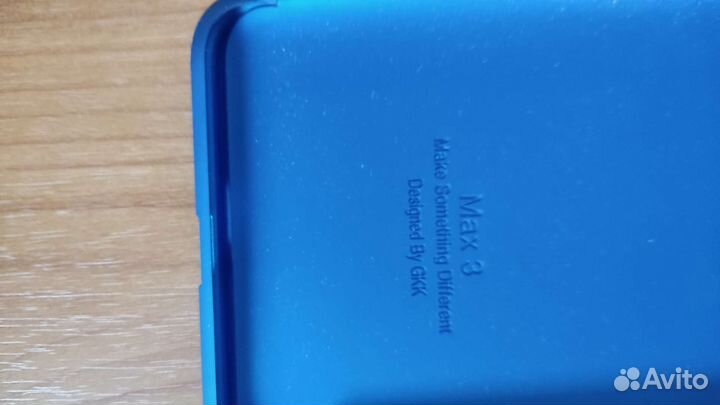 Max 3
Make Something Different
Designed By GKK
Avito